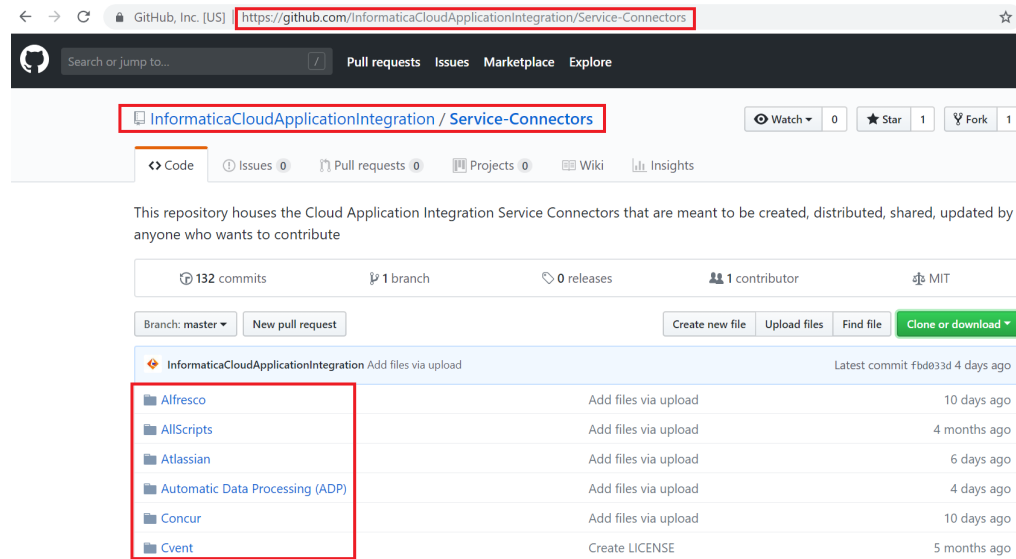 GitHub, Inc. [US] https://github.com/InformaticaCloudApplicationIntegration/Service-Connectors
Search or jump to... / Pull requests Issues Marketplace Explore
InformaticaCloudApplicationIntegration / Service-Connectors Watch 0 Star 1 Fork 1
Code Issues 0 Pull requests 0 Projects 0 Wiki Insights
This repository houses the Cloud Application Integration Service Connectors that are meant to be created, distributed, shared, updated by
anyone who wants to contribute
132 commits 1 branch 0 releases 1 contributor MIT
Branch: master New pull request Create new file Upload files Find file Clone or download
InformaticaCloudApplicationIntegration Add files via upload Latest commit fbd033d 4 days ago
Alfresco Add files via upload 10 days ago
AllScripts Add files via upload 4 months ago
Atlassian Add files via upload 6 days ago
Automatic Data Processing (ADP) Add files via upload 4 days ago
Concur Add files via upload 10 days ago
Cvent Create LICENSE 5 months ago